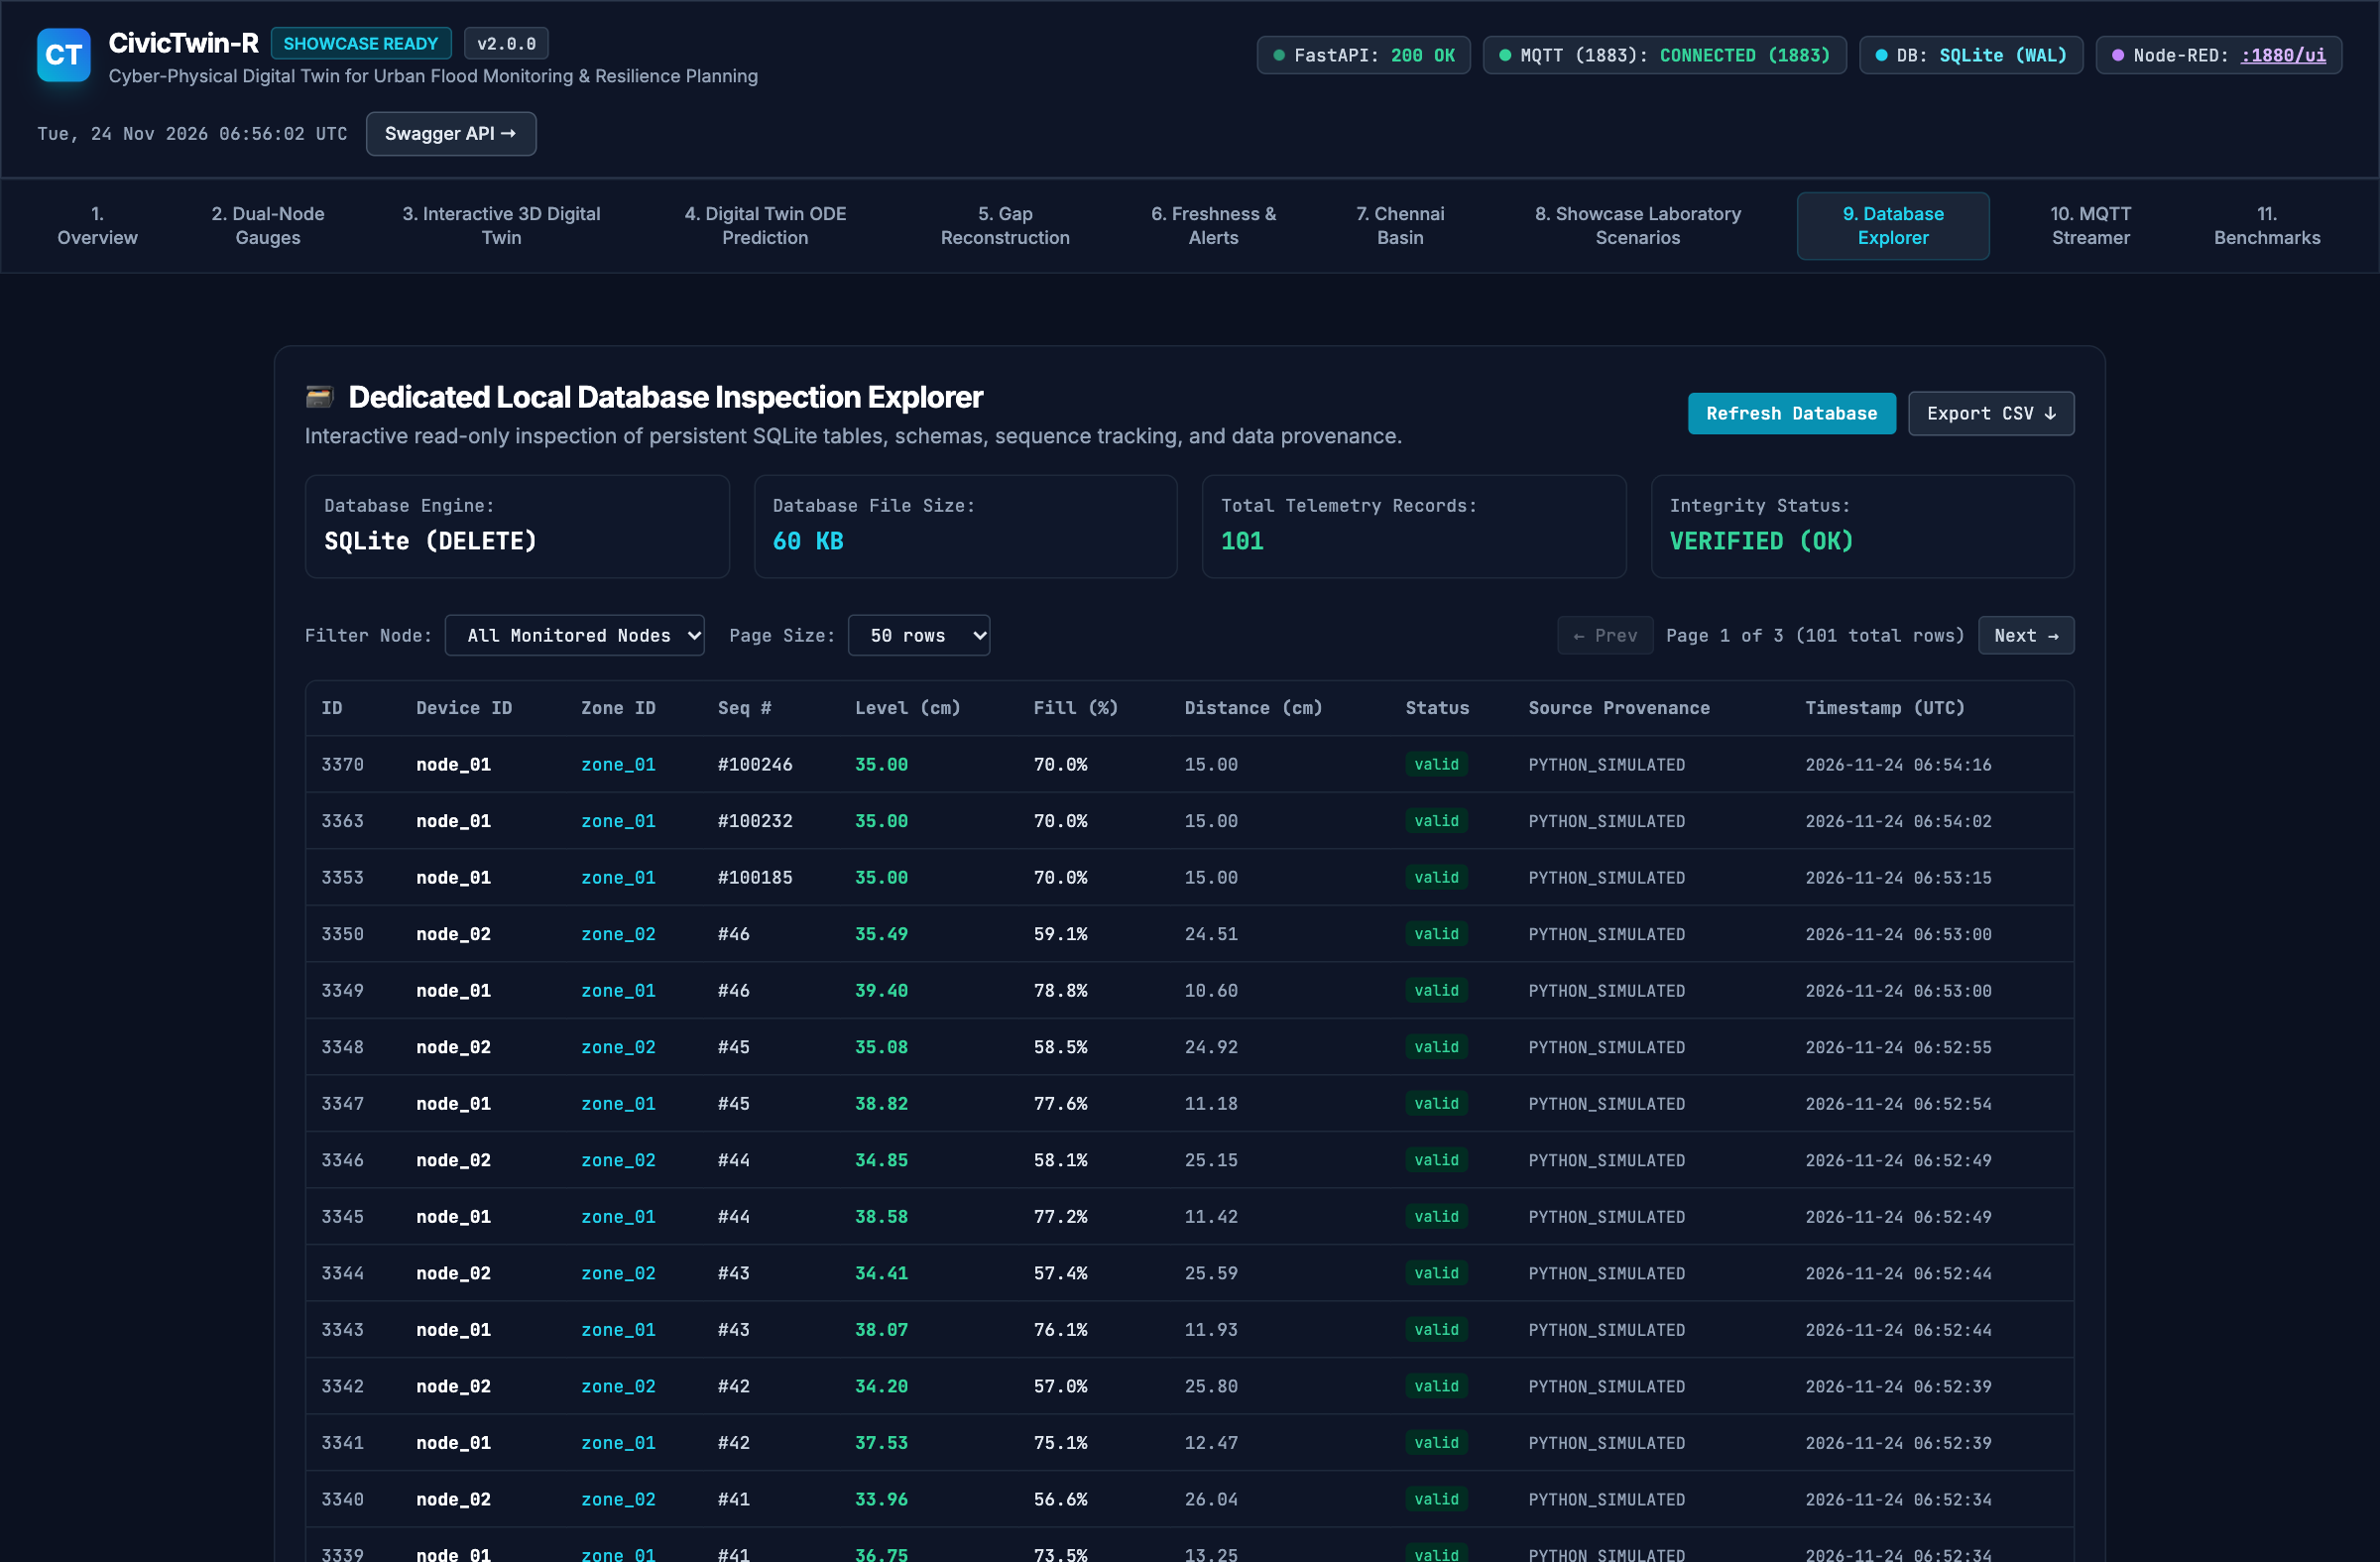 CT
CivicTwin-R SHOWCASE READY v2.0.0
Cyber-Physical Digital Twin for Urban Flood Monitoring & Resilience Planning
FastAPI: 200 OK MQTT (1883): CONNECTED (1883) DB: SQLite (WAL) Node-RED: :1880/ui
Tue, 24 Nov 2026 06:56:02 UTC Swagger API →
1. Overview
2. Dual-Node Gauges
3. Interactive 3D Digital Twin
4. Digital Twin ODE Prediction
5. Gap Reconstruction
6. Freshness & Alerts
7. Chennai Basin
8. Showcase Laboratory Scenarios
9. Database Explorer
10. MQTT Streamer
11. Benchmarks
Dedicated Local Database Inspection Explorer
Interactive read-only inspection of persistent SQLite tables, schemas, sequence tracking, and data provenance.
Refresh Database Export CSV ↓
Database Engine:
SQLite (DELETE)
Database File Size:
60 KB
Total Telemetry Records:
101
Integrity Status:
VERIFIED (OK)
Filter Node: All Monitored Nodes Page Size: 50 rows ← Prev Page 1 of 3 (101 total rows) Next →
ID Device ID Zone ID Seq # Level (cm) Fill (%) Distance (cm) Status Source Provenance Timestamp (UTC)
3370 node_01 zone_01 #100246 35.00 70.0% 15.00 valid PYTHON_SIMULATED 2026-11-24 06:54:16
3363 node_01 zone_01 #100232 35.00 70.0% 15.00 valid PYTHON_SIMULATED 2026-11-24 06:54:02
3353 node_01 zone_01 #100185 35.00 70.0% 15.00 valid PYTHON_SIMULATED 2026-11-24 06:53:15
3350 node_02 zone_02 #46 35.49 59.1% 24.51 valid PYTHON_SIMULATED 2026-11-24 06:53:00
3349 node_01 zone_01 #46 39.40 78.8% 10.60 valid PYTHON_SIMULATED 2026-11-24 06:53:00
3348 node_02 zone_02 #45 35.08 58.5% 24.92 valid PYTHON_SIMULATED 2026-11-24 06:52:55
3347 node_01 zone_01 #45 38.82 77.6% 11.18 valid PYTHON_SIMULATED 2026-11-24 06:52:54
3346 node_02 zone_02 #44 34.85 58.1% 25.15 valid PYTHON_SIMULATED 2026-11-24 06:52:49
3345 node_01 zone_01 #44 38.58 77.2% 11.42 valid PYTHON_SIMULATED 2026-11-24 06:52:49
3344 node_02 zone_02 #43 34.41 57.4% 25.59 valid PYTHON_SIMULATED 2026-11-24 06:52:44
3343 node_01 zone_01 #43 38.07 76.1% 11.93 valid PYTHON_SIMULATED 2026-11-24 06:52:44
3342 node_02 zone_02 #42 34.20 57.0% 25.80 valid PYTHON_SIMULATED 2026-11-24 06:52:39
3341 node_01 zone_01 #42 37.53 75.1% 12.47 valid PYTHON_SIMULATED 2026-11-24 06:52:39
3340 node_02 zone_02 #41 33.96 56.6% 26.04 valid PYTHON_SIMULATED 2026-11-24 06:52:34
3339 node_01 zone_01 #41 36.75 73.5% 13.25 valid PYTHON_SIMULATED 2026-11-24 06:52:34